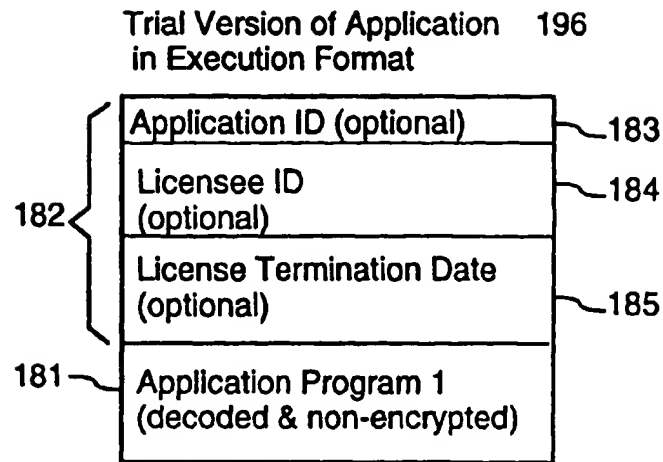 Trial Version of Application 196
in Execution Format
Application ID (optional)
183
Licensee ID
(optional)
184
182
License Termination Date
(optional)
185
181
Application Program 1
(decoded & non-encrypted)